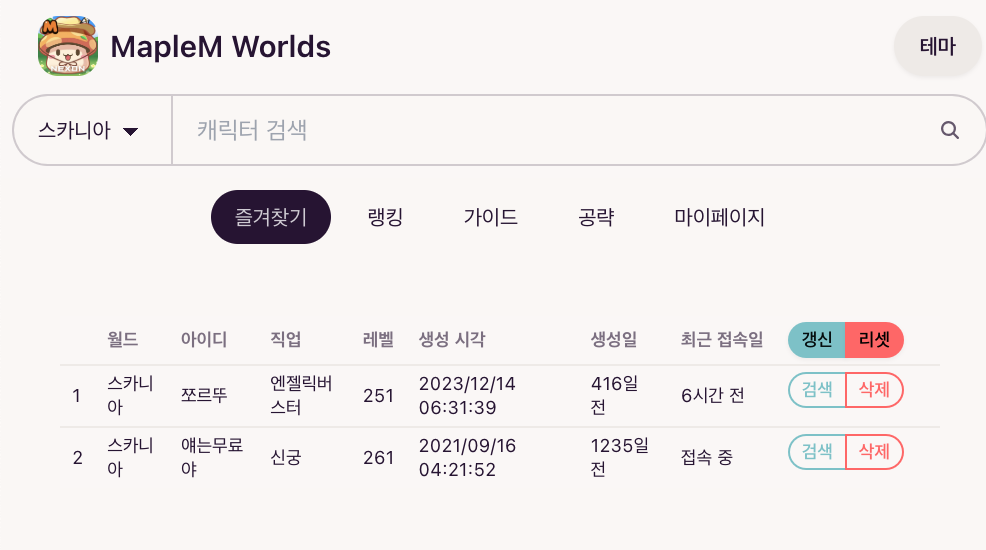 MapleM Worlds
테마
스카니아
캐릭터 검색
즐겨찾기 랭킹 가이드 공략 마이페이지
월드 아이디 직업 레벨 생성 시각 생성일 최근 접속일 갱신 리셋
1 스카니아 쪼르뚜 엔젤릭버스터 251 2023/12/14 06:31:39 416일 전 6시간 전 검색 삭제
2 스카니아 얘는무료야 신궁 261 2021/09/16 04:21:52 1235일 전 접속 중 검색 삭제